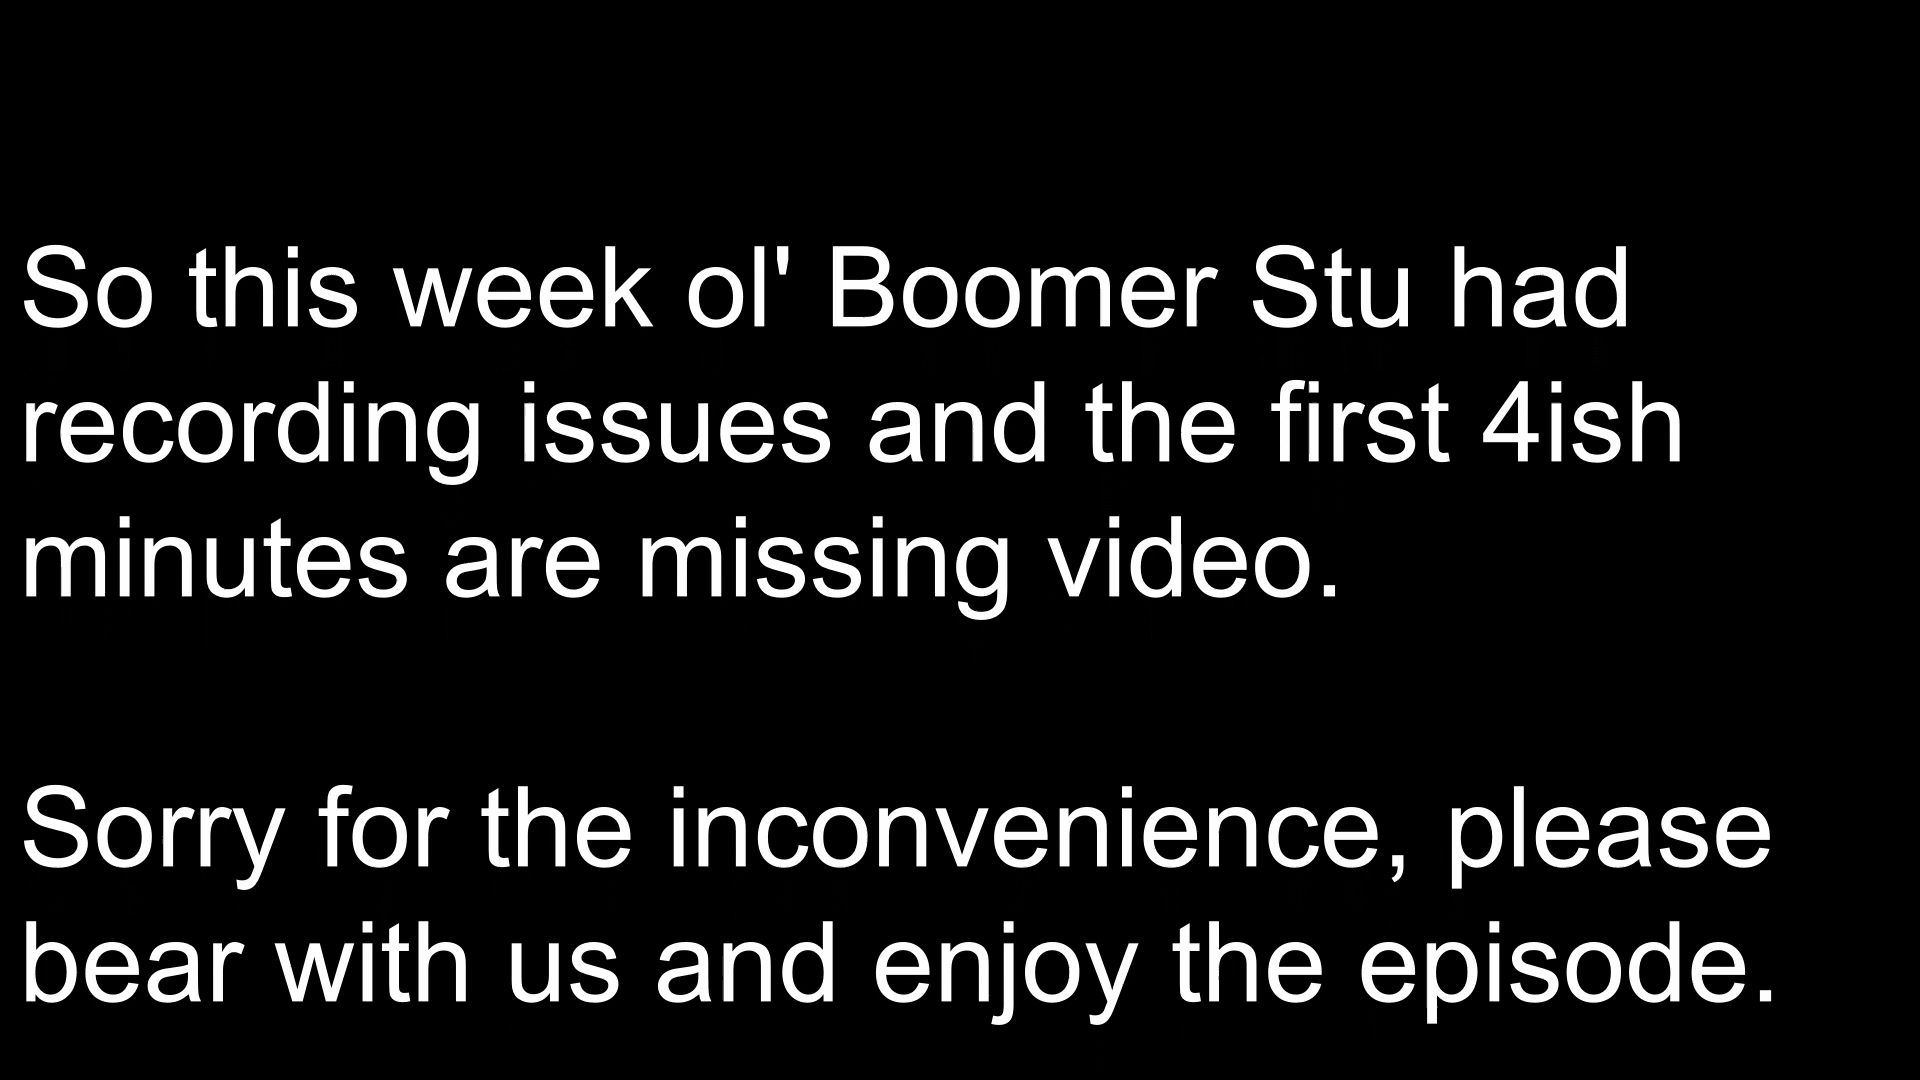 So this week ol' Boomer Stu had
recording issues and the first 4ish
minutes are missing video.
Sorry for the inconvenience, please
bear with us and enjoy the episode.